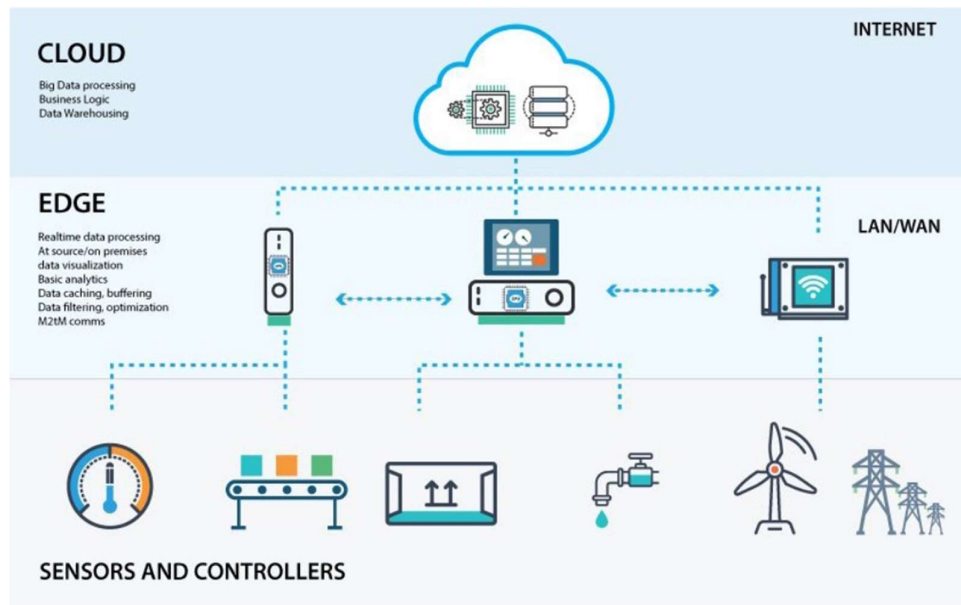 CLOUD
Big Data processing
Business Logic
Data Warehousing
INTERNET
EDGE
Realtime data processing
At source/on premises
data visualization
Basic analytics
Data caching, buffering
Data filtering, optimization
M2tM comms
LAN/WAN
SENSORS AND CONTROLLERS